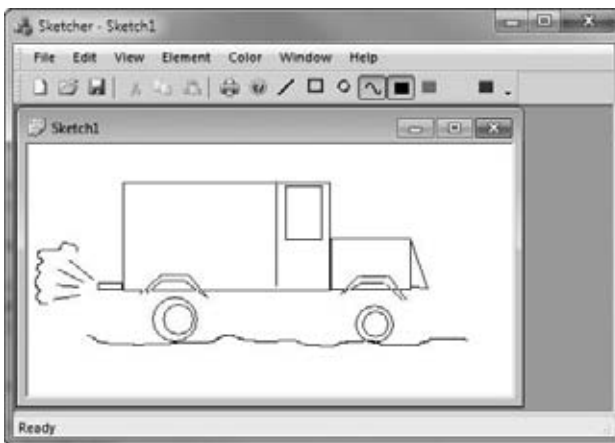 Sketcher - Sketch1
File Edit View Element Color Window Help
Sketch1
Ready